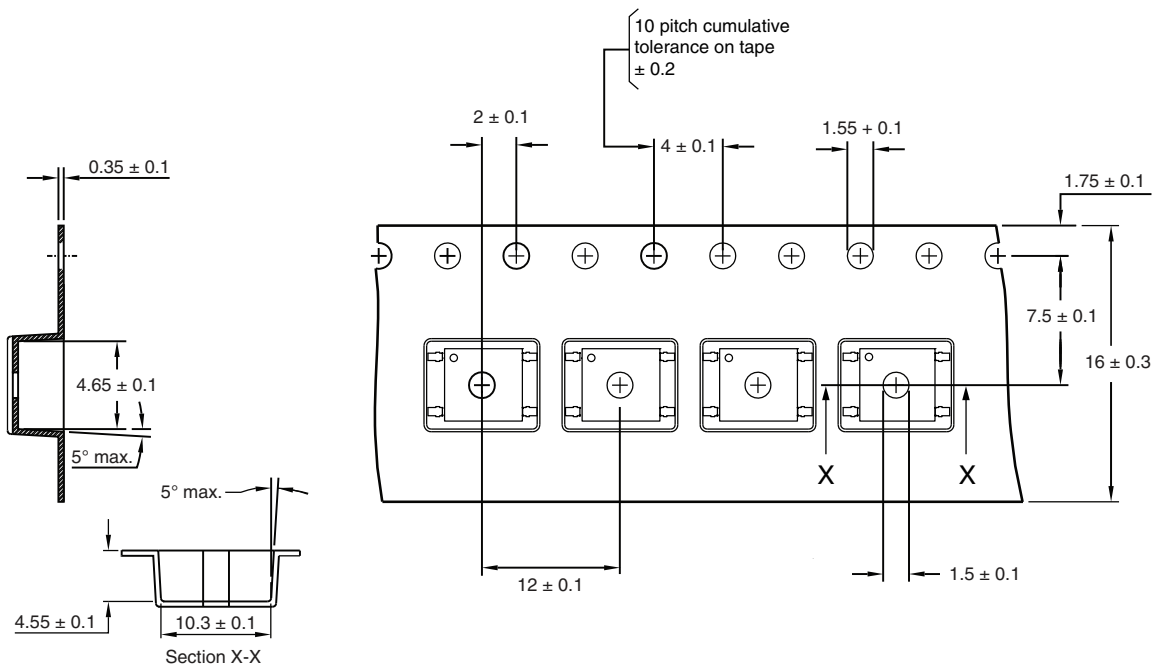 10 pitch cumulative
tolerance on tape
± 0.2
2 ± 0.1
4 ± 0.1
1.55 + 0.1
0.35 ± 0.1
1.75 ± 0.1
7.5 ± 0.1
16 ± 0.3
4.65 ± 0.1
5° max.
X
X
5° max.
12 ± 0.1
1.5 ± 0.1
4.55 ± 0.1
10.3 ± 0.1
Section X-X